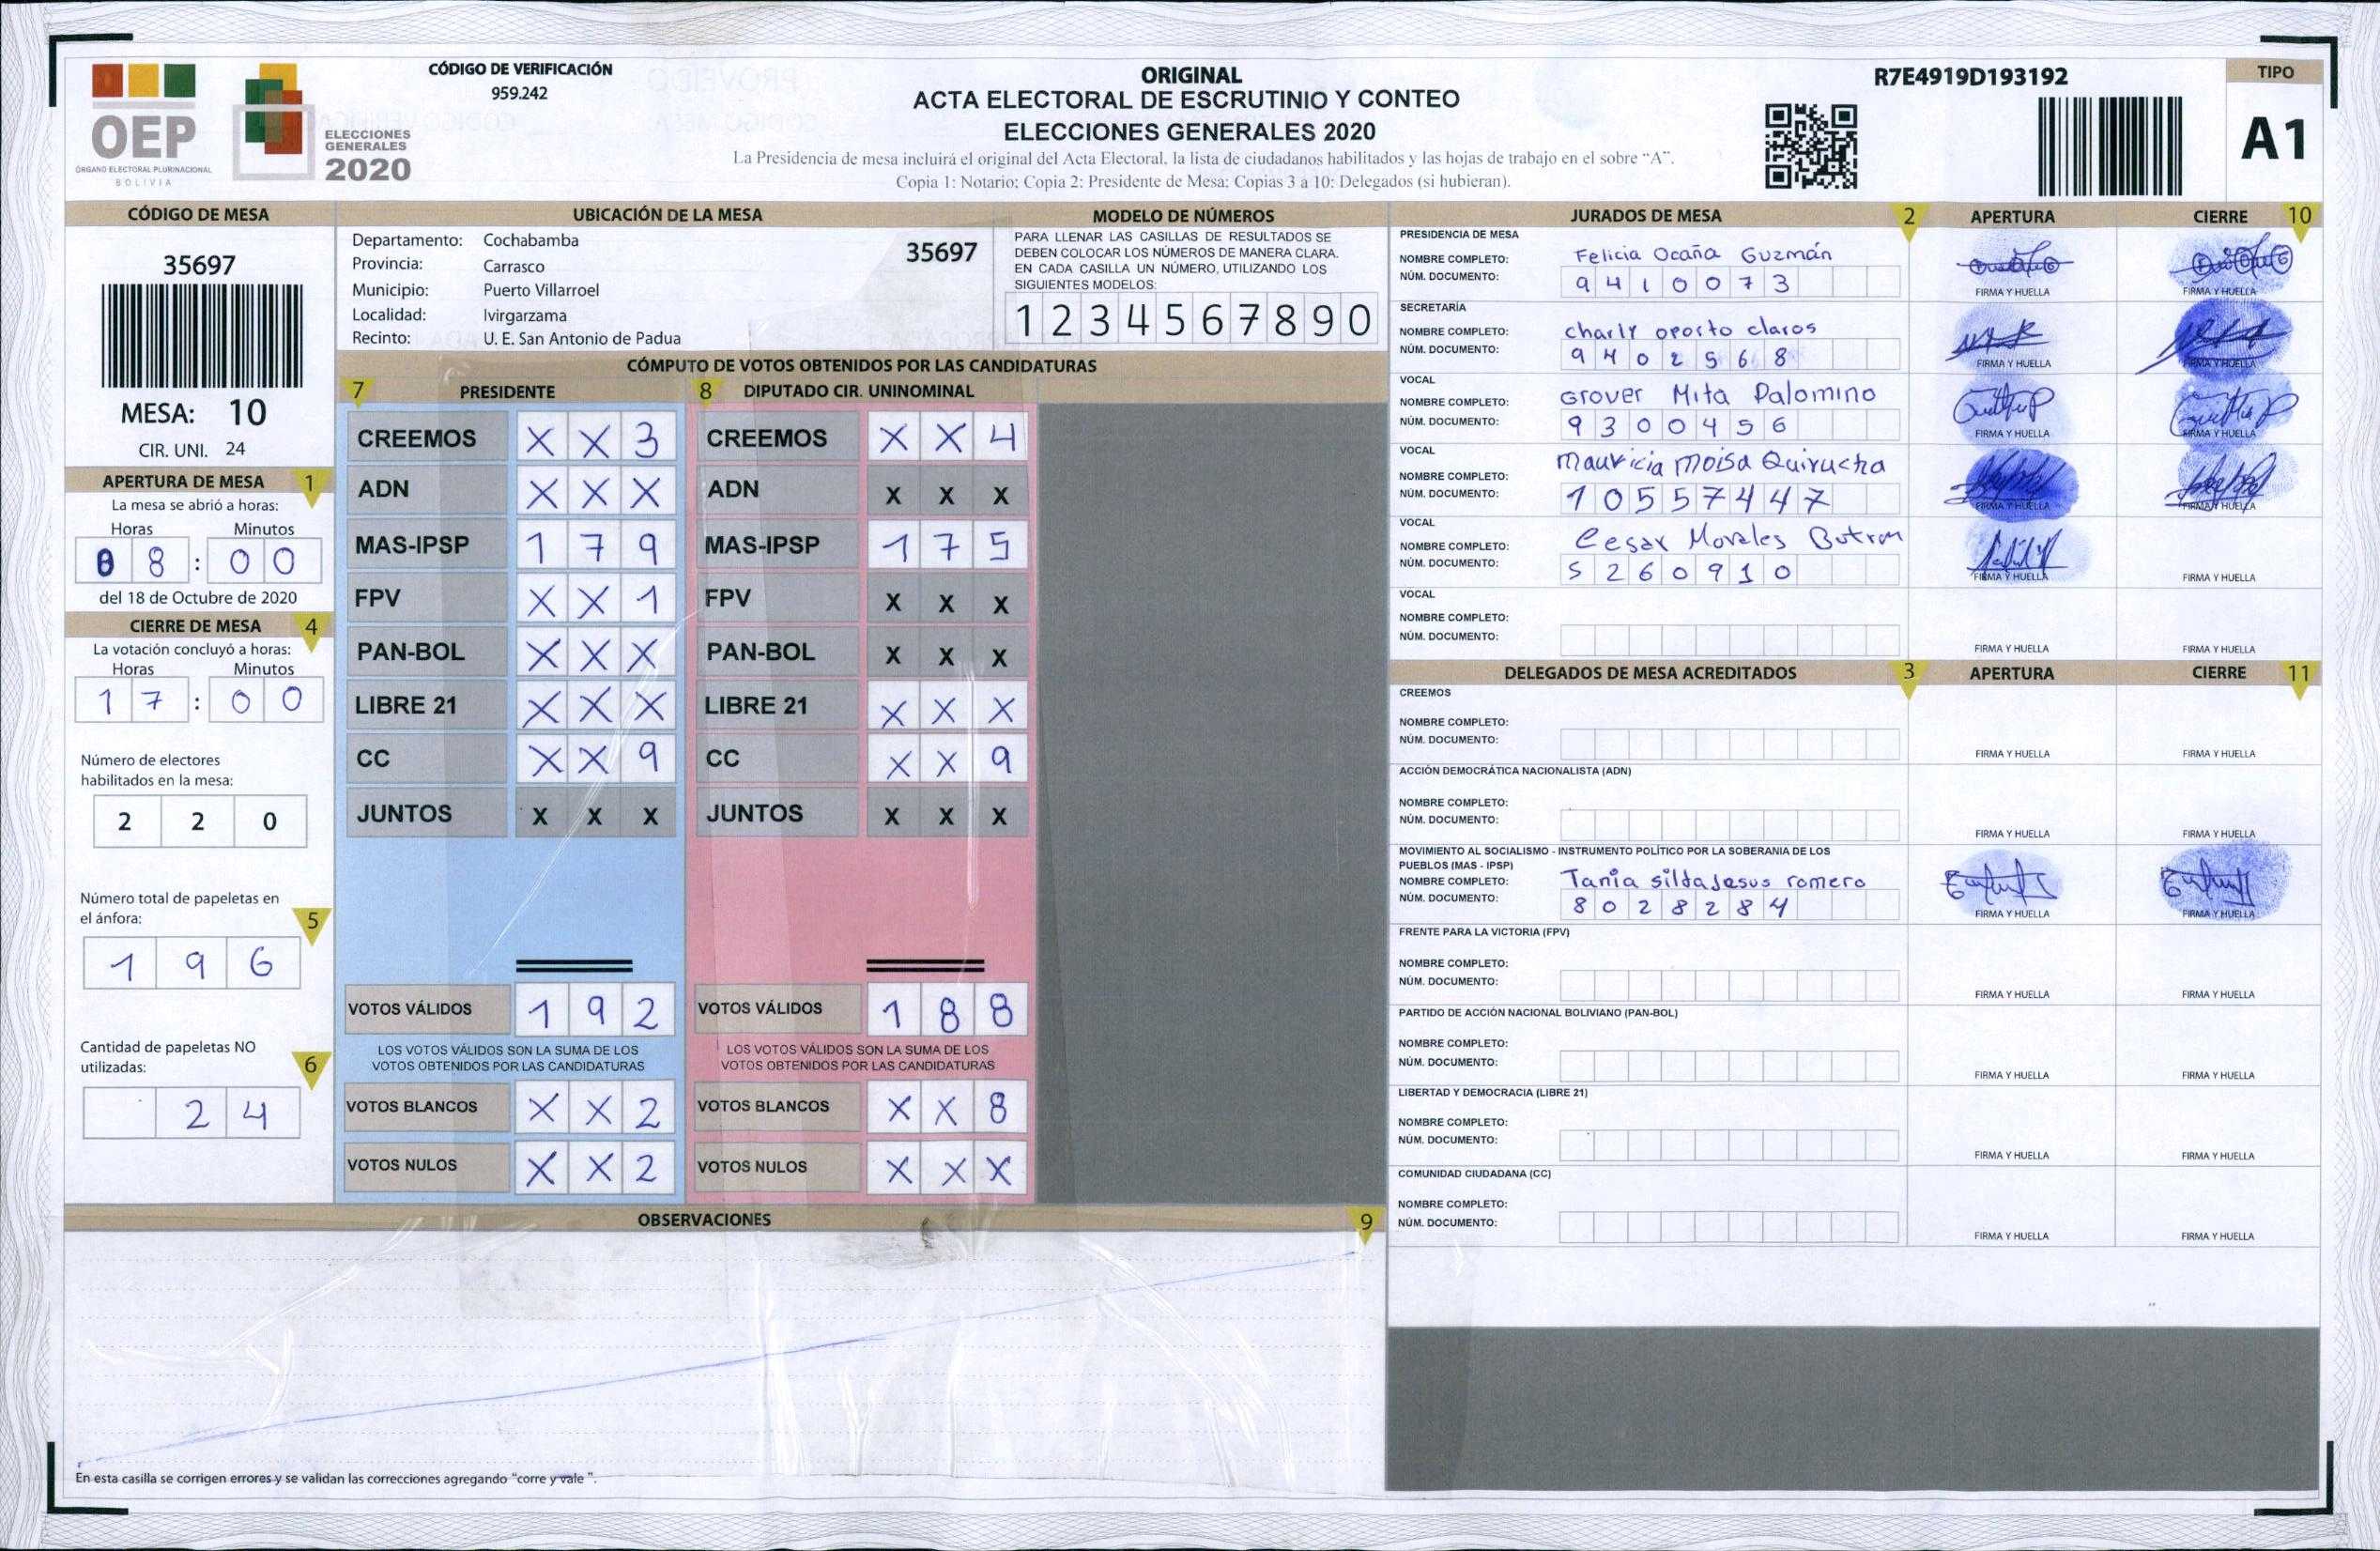 OEP
ÓRGANO ELECTORAL PLURINACIONAL
BOLIVIA
ELECCIONES
GENERALES
2020
CÓDIGO DE VERIFICACIÓN
959.242
ORIGINAL
ACTA ELECTORAL DE ESCRUTINIO Y CONTEO
ELECCIONES GENERALES 2020
La Presidencia de mesa incluirá el original del Acta Electoral, la lista de ciudadanos habilitados y las hojas de trabajo en el sobre “A”.
Copia 1: Notario; Copia 2: Presidente de Mesa; Copias 3 a 10: Delegados (si hubieran).
R7E4919D193192
TIPO
A1
CÓDIGO DE MESA
35697
MESA: 10
CIR. UNI. 24
APERTURA DE MESA 1
La mesa se abrió a horas:
Horas Minutos
08 : 00
del 18 de Octubre de 2020
CIERRE DE MESA 4
La votación concluyó a horas:
Horas Minutos
17 : 00
Número de electores
habilitados en la mesa:
2 2 0
Número total de papeletas en
el ánfora: 5
1 9 6
Cantidad de papeletas NO
utilizadas: 6
2 4
UBICACIÓN DE LA MESA
Departamento: Cochabamba
Provincia: Carrasco
Municipio: Puerto Villarroel
Localidad: Ivirgarzama
Recinto: U. E. San Antonio de Padua
35697
MODELO DE NÚMEROS
PARA LLENAR LAS CASILLAS DE RESULTADOS SE
DEBEN COLOCAR LOS NÚMEROS DE MANERA CLARA.
EN CADA CASILLA UN NÚMERO, UTILIZANDO LOS
SIGUIENTES MODELOS:
1 2 3 4 5 6 7 8 9 0
CÓMPUTO DE VOTOS OBTENIDOS POR LAS CANDIDATURAS
7 PRESIDENTE 8 DIPUTADO CIR. UNINOMINAL
CREEMOS X X 3 CREEMOS X X 4
ADN X X X ADN X X X
MAS-IPSP 1 7 9 MAS-IPSP 1 7 5
FPV X X 1 FPV X X X
PAN-BOL X X X PAN-BOL X X X
LIBRE 21 X X X LIBRE 21 X X X
CC X X 9 CC X X 9
JUNTOS X X X JUNTOS X X X
VOTOS VÁLIDOS 1 9 2 VOTOS VÁLIDOS 1 8 8
LOS VOTOS VÁLIDOS SON LA SUMA DE LOS LOS VOTOS VÁLIDOS SON LA SUMA DE LOS
VOTOS OBTENIDOS POR LAS CANDIDATURAS VOTOS OBTENIDOS POR LAS CANDIDATURAS
VOTOS BLANCOS X X 2 VOTOS BLANCOS X X 8
VOTOS NULOS X X 2 VOTOS NULOS X X X
OBSERVACIONES 9
En esta casilla se corrigen errores y se validan las correcciones agregando “corre y vale ”.
JURADOS DE MESA 2 APERTURA CIERRE 10
PRESIDENCIA DE MESA
NOMBRE COMPLETO: Felicia Ocaña Guzmán
NÚM. DOCUMENTO: 9410073
FIRMA Y HUELLA FIRMA Y HUELLA
SECRETARÍA
NOMBRE COMPLETO: charly oporto claros
NÚM. DOCUMENTO: 9402568
FIRMA Y HUELLA FIRMA Y HUELLA
VOCAL
NOMBRE COMPLETO: Grover Mita Palomino
NÚM. DOCUMENTO: 9300456
FIRMA Y HUELLA FIRMA Y HUELLA
VOCAL
NOMBRE COMPLETO: Mauricia Moisa Quirucha
NÚM. DOCUMENTO: 10557447
FIRMA Y HUELLA FIRMA Y HUELLA
VOCAL
NOMBRE COMPLETO: Cesar Morales Butron
NÚM. DOCUMENTO: 5260910
FIRMA Y HUELLA FIRMA Y HUELLA
VOCAL
NOMBRE COMPLETO:
NÚM. DOCUMENTO:
FIRMA Y HUELLA FIRMA Y HUELLA
DELEGADOS DE MESA ACREDITADOS 3 APERTURA CIERRE 11
CREEMOS
NOMBRE COMPLETO:
NÚM. DOCUMENTO:
FIRMA Y HUELLA FIRMA Y HUELLA
ACCIÓN DEMOCRÁTICA NACIONALISTA (ADN)
NOMBRE COMPLETO:
NÚM. DOCUMENTO:
FIRMA Y HUELLA FIRMA Y HUELLA
MOVIMIENTO AL SOCIALISMO - INSTRUMENTO POLÍTICO POR LA SOBERANIA DE LOS
PUEBLOS (MAS - IPSP)
NOMBRE COMPLETO: Tania silda Jesus romero
NÚM. DOCUMENTO: 8028284
FIRMA Y HUELLA FIRMA Y HUELLA
FRENTE PARA LA VICTORIA (FPV)
NOMBRE COMPLETO:
NÚM. DOCUMENTO:
FIRMA Y HUELLA FIRMA Y HUELLA
PARTIDO DE ACCIÓN NACIONAL BOLIVIANO (PAN-BOL)
NOMBRE COMPLETO:
NÚM. DOCUMENTO:
FIRMA Y HUELLA FIRMA Y HUELLA
LIBERTAD Y DEMOCRACIA (LIBRE 21)
NOMBRE COMPLETO:
NÚM. DOCUMENTO:
FIRMA Y HUELLA FIRMA Y HUELLA
COMUNIDAD CIUDADANA (CC)
NOMBRE COMPLETO:
NÚM. DOCUMENTO:
FIRMA Y HUELLA FIRMA Y HUELLA